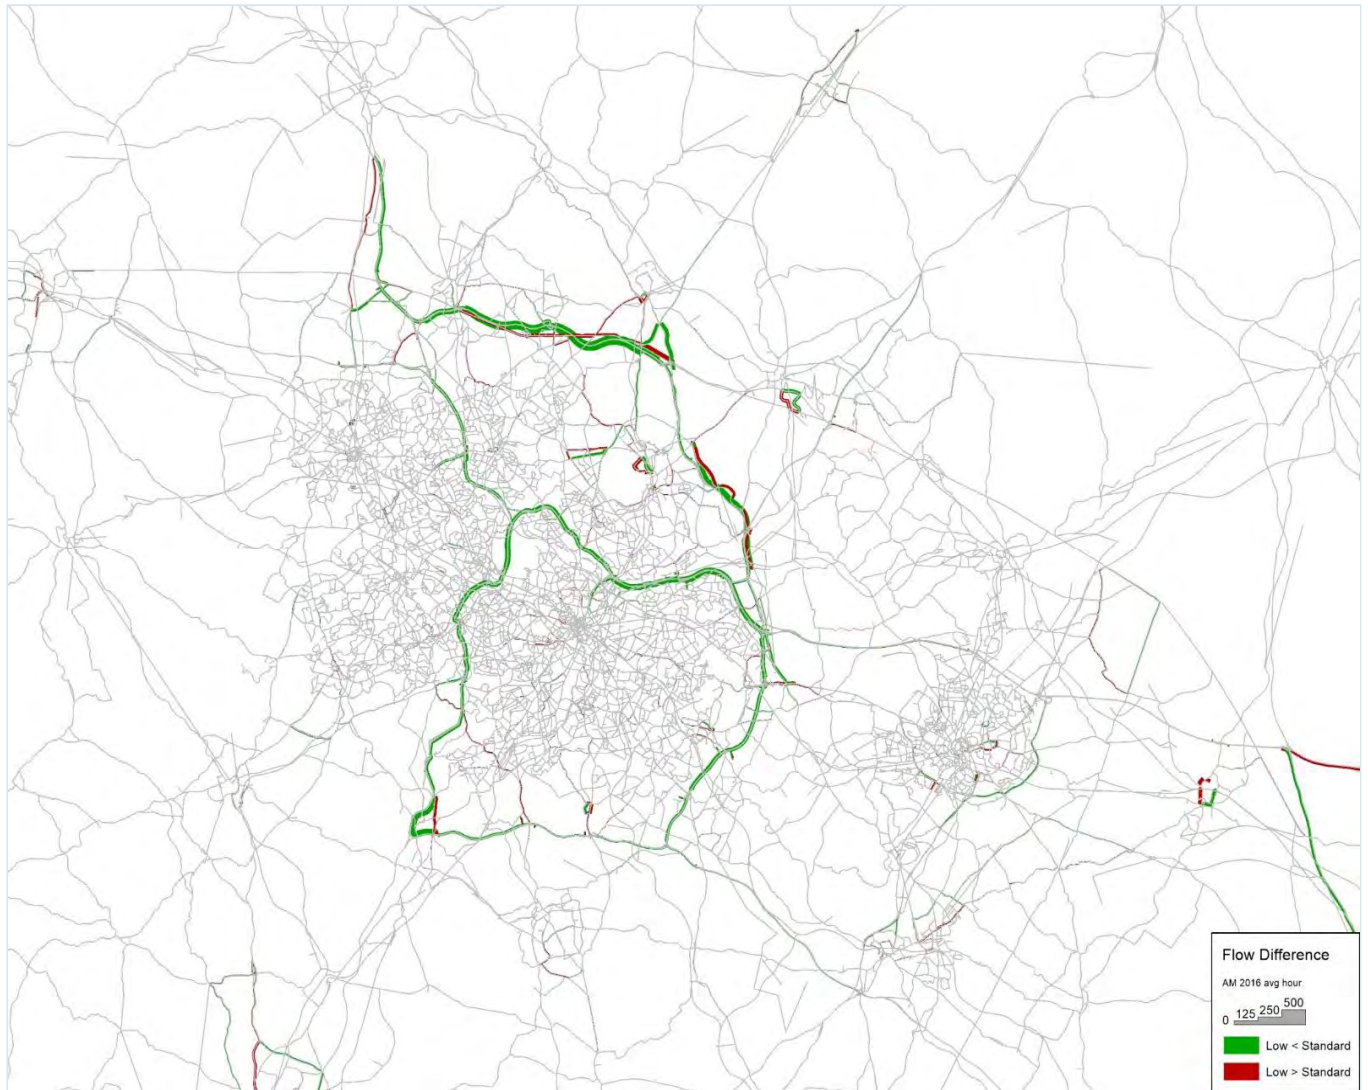 Flow Difference
AM 2016 avg hour
0 125 250 500
Low < Standard
Low > Standard